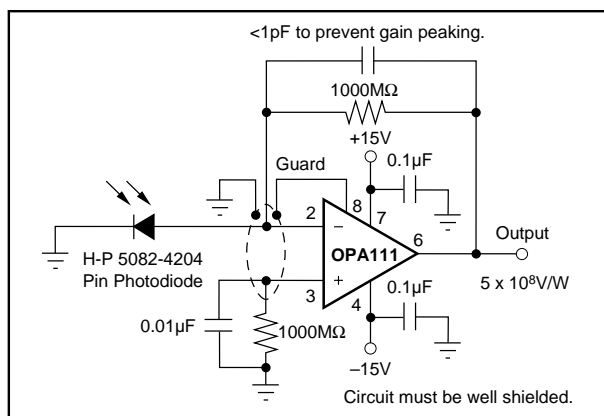 <1pF to prevent gain peaking.
1000MΩ
+15V
0.1µF
Guard
8
7
2
–
OPA111
6
Output
5 x 10⁸V/W
H-P 5082-4204
Pin Photodiode
+
3
4
0.1µF
0.01µF
1000MΩ
–15V
Circuit must be well shielded.